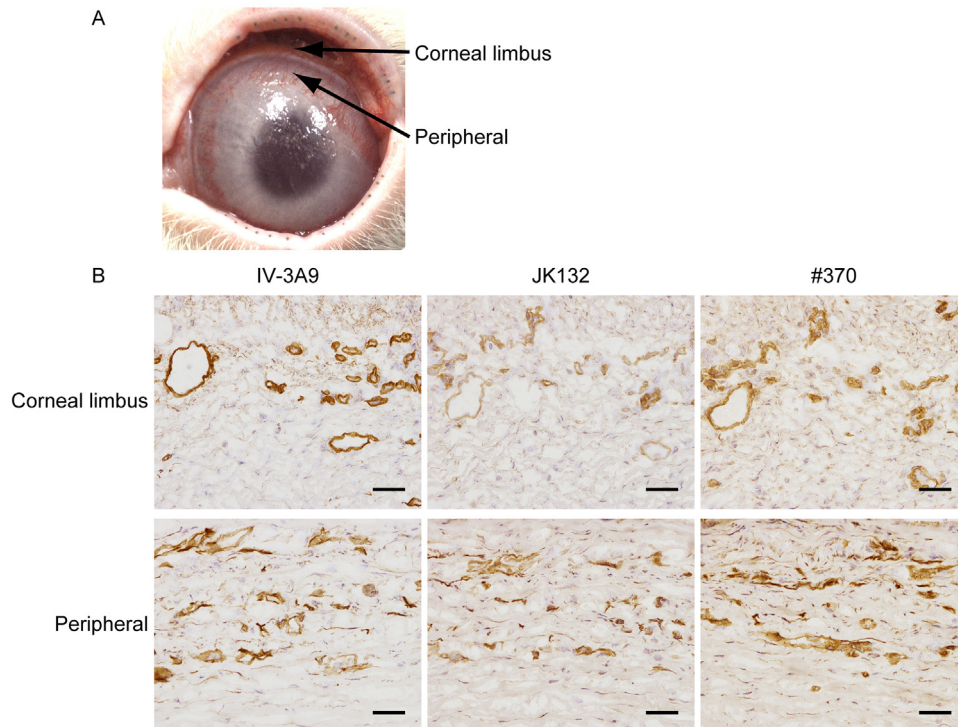 A
Corneal limbus
Peripheral
B
IV-3A9
JK132
#370
Corneal limbus
Peripheral